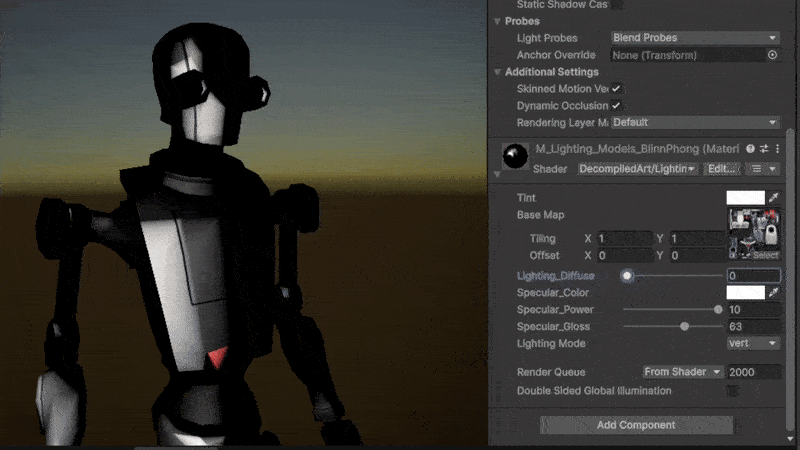 Static Shadow Cas
Probes
Light Probes Blend Probes
Anchor Override None (Transform)
Additional Settings
Skinned Motion Vec
Dynamic Occlusion
Rendering Layer Ma Default
M_Lighting_Models_BlinnPhong (Materi
Shader DecompiledArt/Lightin Edit...
Tint
Base Map
Tiling X 1 Y 1
Offset X 0 Y 0
Select
Lighting_Diffuse 0
Specular_Color
Specular_Power 10
Specular_Gloss 63
Lighting Mode vert
Render Queue From Shader 2000
Double Sided Global Illumination
Add Component